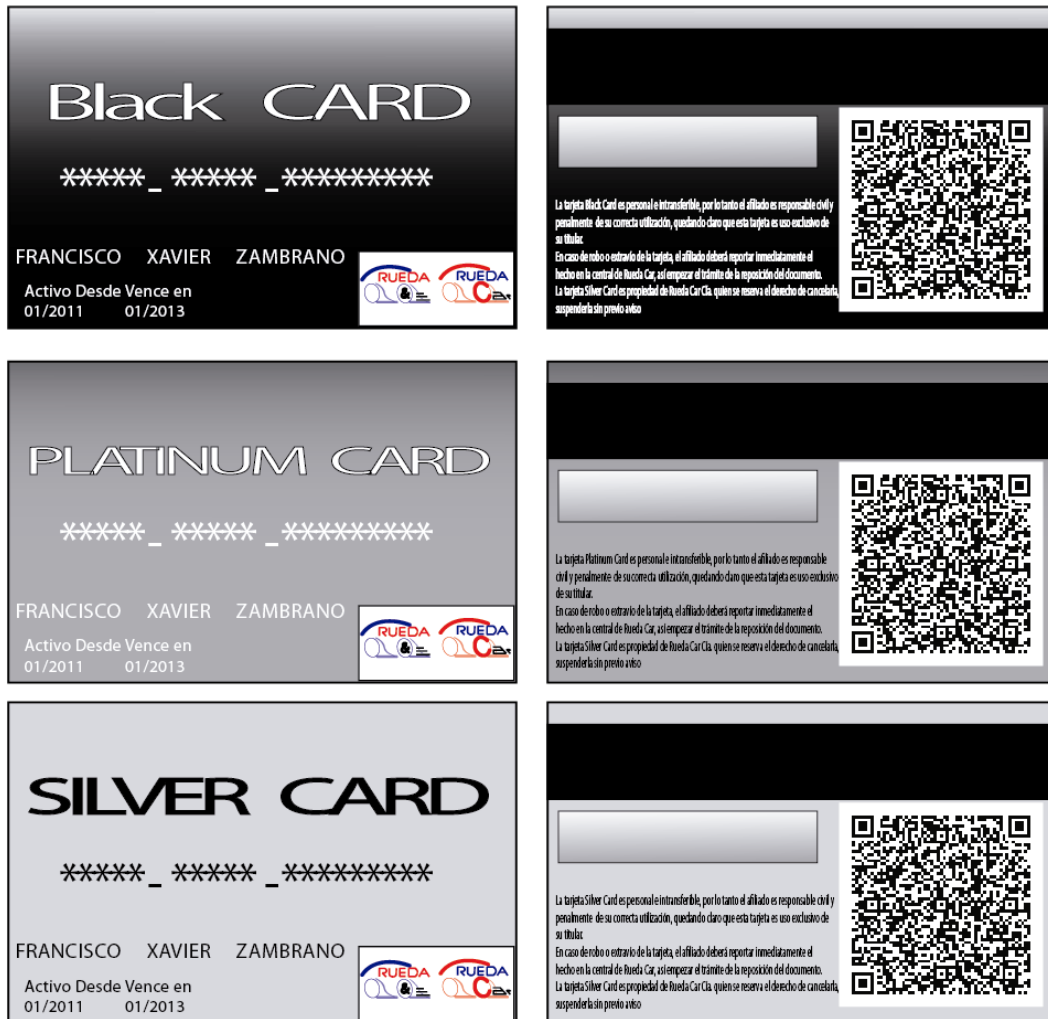 Black CARD
*****_ *****_*********
FRANCISCO XAVIER ZAMBRANO
Activo Desde Vence en
01/2011 01/2013
RUEDA RUEDA
& Car
La tarjeta Black Card es personal e intransferible, por lo tanto el afiliado es responsable civil y
penalmente de su correcta utilización, quedando claro que esta tarjeta es uso exclusivo de
su titular.
En caso de robo o extravío de la tarjeta, el afiliado deberá reportar inmediatamente el
hecho en la central de Rueda Car, así empezar el trámite de la reposición del documento.
La tarjeta Silver Card es propiedad de Rueda Car Cia. quien se reserva el derecho de cancelarla,
suspenderla sin previo aviso
PLATINUM CARD
*****_ *****_*********
FRANCISCO XAVIER ZAMBRANO
Activo Desde Vence en
01/2011 01/2013
RUEDA RUEDA
& Car
La tarjeta Platinum Card es personal e intransferible, por lo tanto el afiliado es responsable
civil y penalmente de su correcta utilización, quedando claro que esta tarjeta es uso exclusivo
de su titular.
En caso de robo o extravío de la tarjeta, el afiliado deberá reportar inmediatamente el
hecho en la central de Rueda Car, así empezar el trámite de la reposición del documento.
La tarjeta Silver Card es propiedad de Rueda Car Cia. quien se reserva el derecho de cancelarla,
suspenderla sin previo aviso
SILVER CARD
*****_ *****_*********
FRANCISCO XAVIER ZAMBRANO
Activo Desde Vence en
01/2011 01/2013
RUEDA RUEDA
& Car
La tarjeta Silver Card es personal e intransferible, por lo tanto el afiliado es responsable civil y
penalmente de su correcta utilización, quedando claro que esta tarjeta es uso exclusivo de
su titular.
En caso de robo o extravío de la tarjeta, el afiliado deberá reportar inmediatamente el
hecho en la central de Rueda Car, así empezar el trámite de la reposición del documento.
La tarjeta Silver Card es propiedad de Rueda Car Cia. quien se reserva el derecho de cancelarla,
suspenderla sin previo aviso